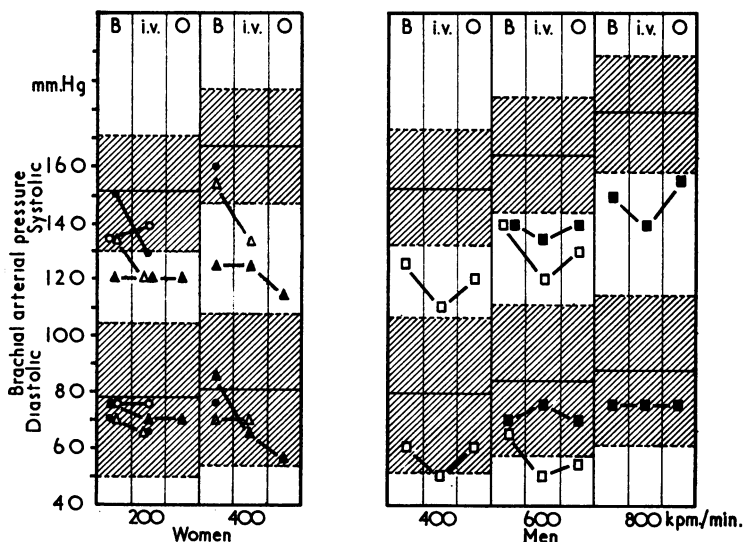 B i.v. O B i.v. O B i.v. O B i.v. O B i.v. O
mm.Hg
160
140
120
100
80
60
40
Brachial arterial pressure
Diastolic Systolic
200 400
Women
400 600 800 kpm./min.
Men